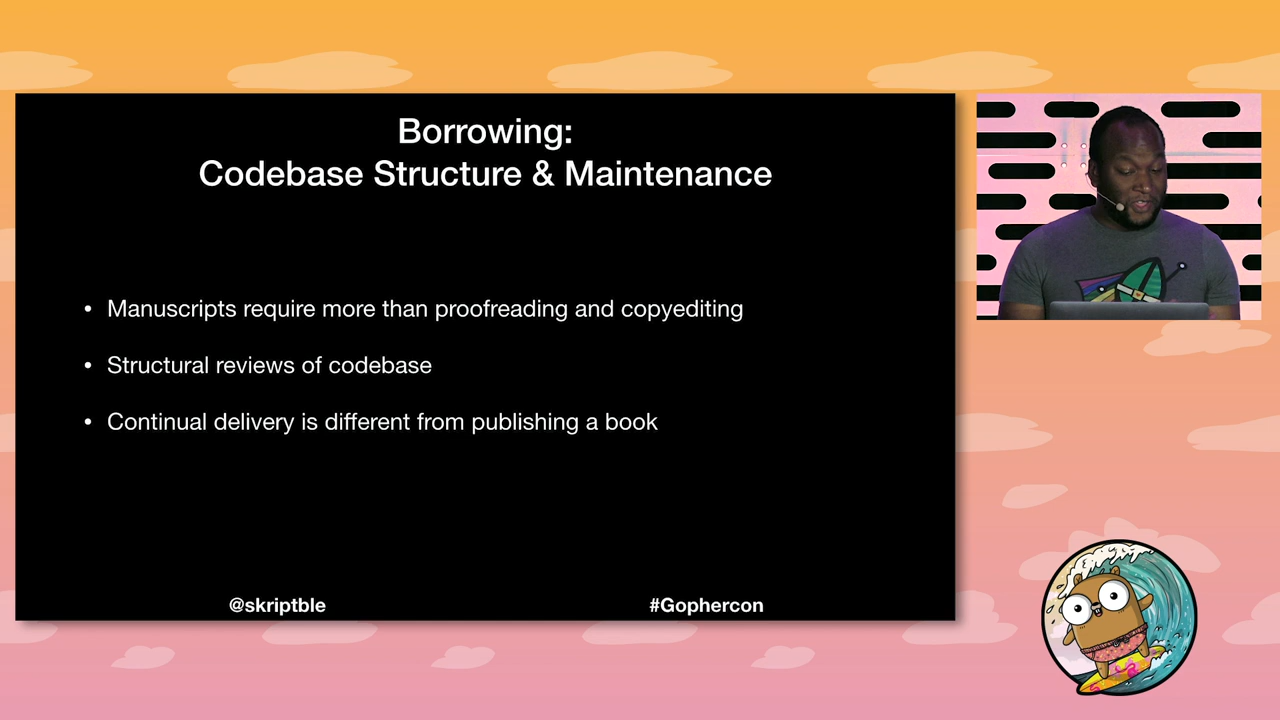 Borrowing:
Codebase Structure & Maintenance
• Manuscripts require more than proofreading and copyediting
• Structural reviews of codebase
• Continual delivery is different from publishing a book
@skriptble
#Gophercon